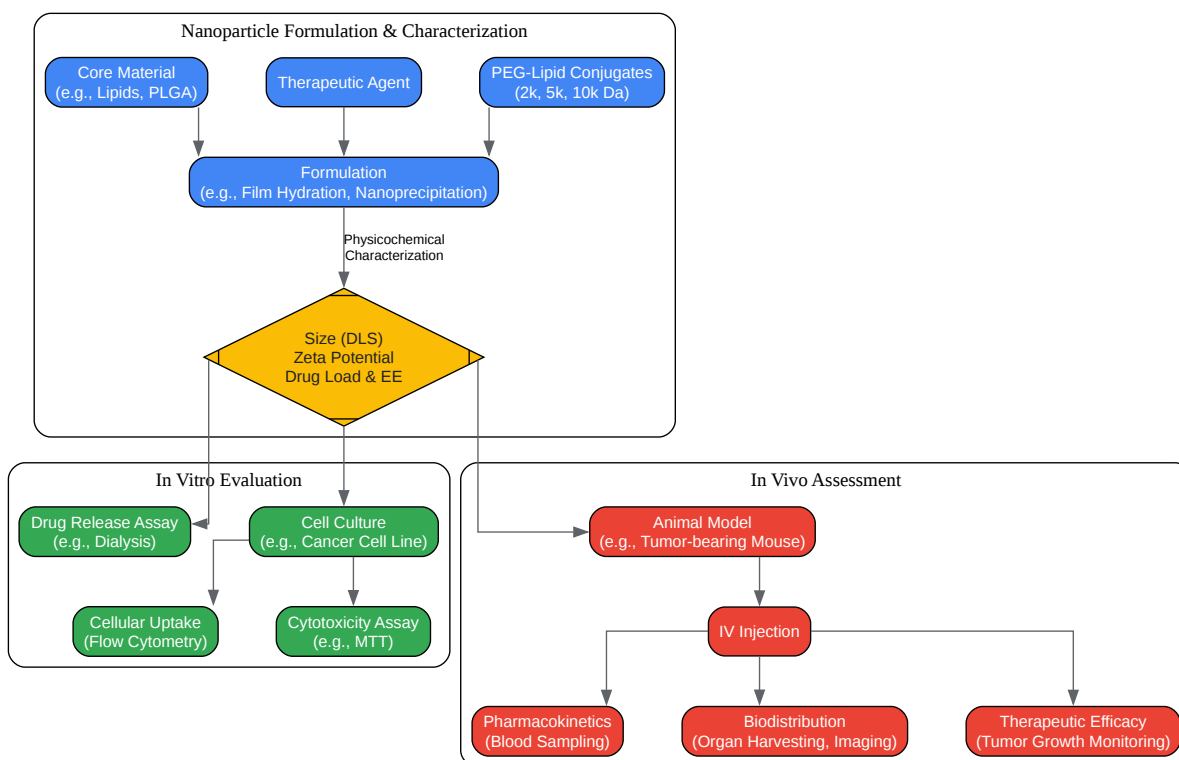 Nanoparticle Formulation & Characterization
Core Material
(e.g., Lipids, PLGA)
Therapeutic Agent
PEG-Lipid Conjugates
(2k, 5k, 10k Da)
Formulation
(e.g., Film Hydration, Nanoprecipitation)
Physicochemical
Characterization
Size (DLS)
Zeta Potential
Drug Load & EE
In Vitro Evaluation
Drug Release Assay
(e.g., Dialysis)
Cell Culture
(e.g., Cancer Cell Line)
Cellular Uptake
(Flow Cytometry)
Cytotoxicity Assay
(e.g., MTT)
In Vivo Assessment
Animal Model
(e.g., Tumor-bearing Mouse)
IV Injection
Pharmacokinetics
(Blood Sampling)
Biodistribution
(Organ Harvesting, Imaging)
Therapeutic Efficacy
(Tumor Growth Monitoring)